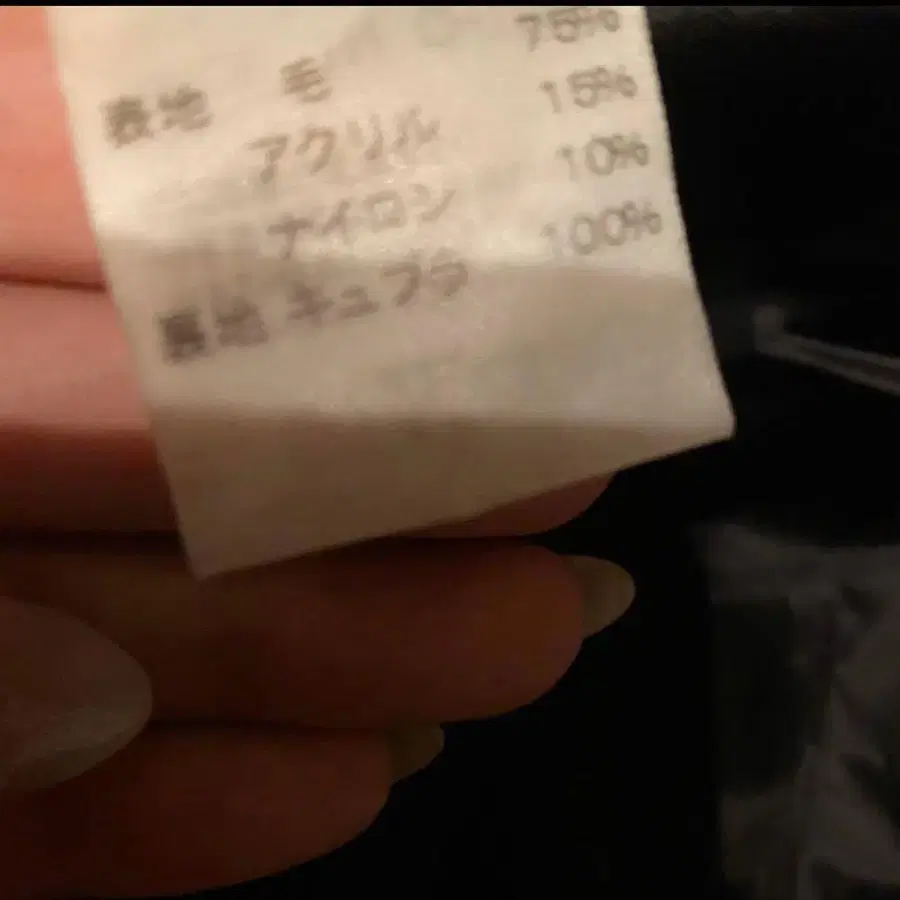 表地 毛 75%
アクリル 15%
ナイロン 10%
裏地 キュプラ 100%